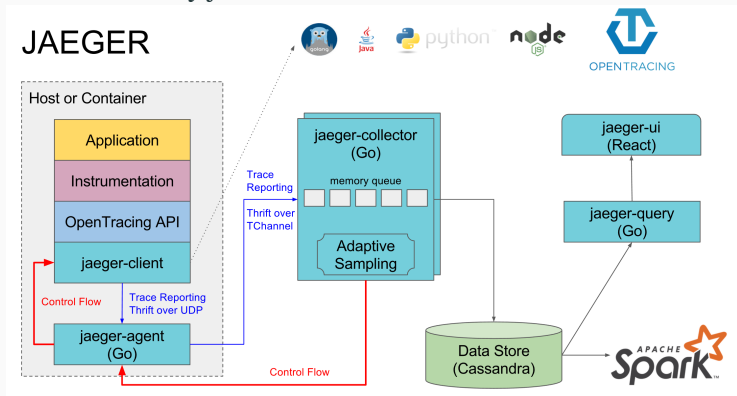 JAEGER
golang
Java
python
node
JS
OPENTRACING
Host or Container
Application
Instrumentation
OpenTracing API
jaeger-client
Control Flow
Trace Reporting
Thrift over UDP
jaeger-agent
(Go)
Trace
Reporting
Thrift over
TChannel
jaeger-collector
(Go)
memory queue
Adaptive
Sampling
Control Flow
Data Store
(Cassandra)
jaeger-ui
(React)
jaeger-query
(Go)
APACHE
Spark
TM